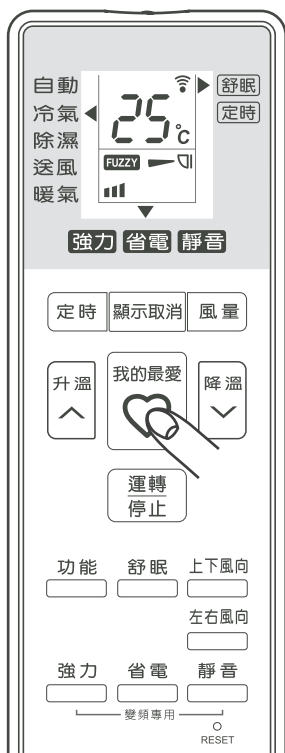 自動
舒眠
冷氣
25℃
定時
除濕
送風
FUZZY
暖氣
強力 省電 靜音
定時 顯示取消 風量
升溫
我的最愛
降溫
運轉
停止
功能 舒眠 上下風向
左右風向
強力 省電 靜音
變頻專用
RESET